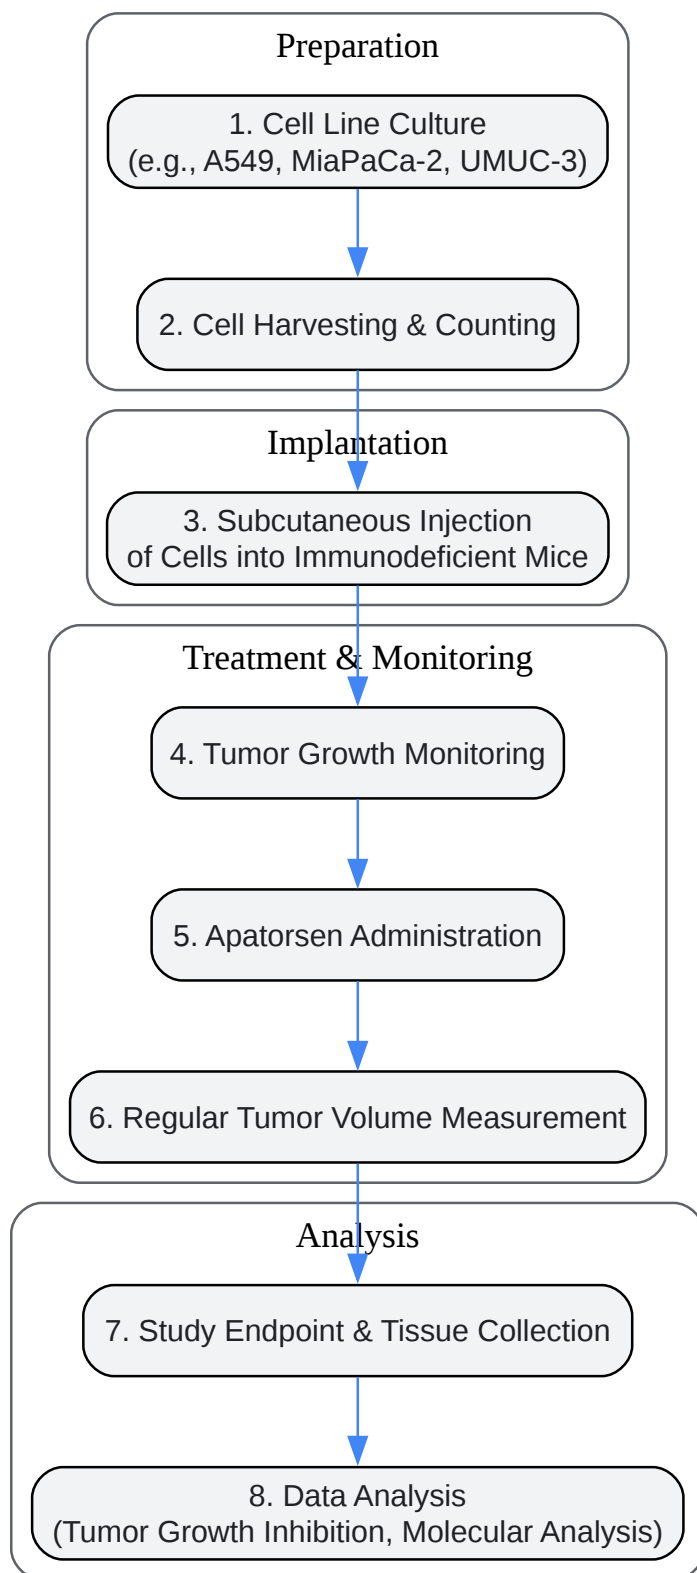 Preparation
1. Cell Line Culture
(e.g., A549, MiaPaCa-2, UMUC-3)
2. Cell Harvesting & Counting
Implantation
3. Subcutaneous Injection
of Cells into Immunodeficient Mice
Treatment & Monitoring
4. Tumor Growth Monitoring
5. Apatorsen Administration
6. Regular Tumor Volume Measurement
Analysis
7. Study Endpoint & Tissue Collection
8. Data Analysis
(Tumor Growth Inhibition, Molecular Analysis)